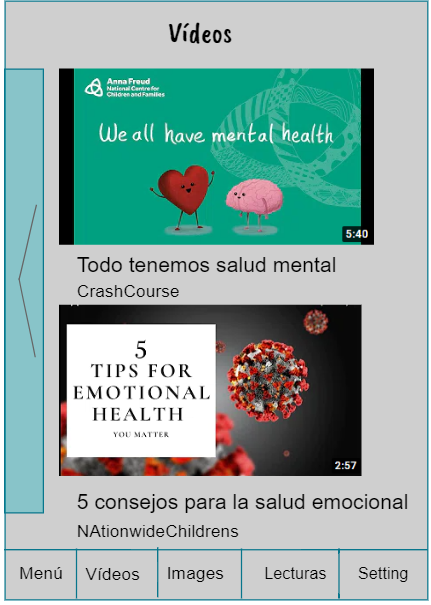 Vídeos
Anna Freud
National Centre for
Children and Families
We all have mental health
5:40
Todo tenemos salud mental
CrashCourse
5
TIPS FOR
EMOTIONAL
HEALTH
YOU MATTER
2:57
5 consejos para la salud emocional
NAtionwideChildrens
Menú Vídeos Images Lecturas Setting